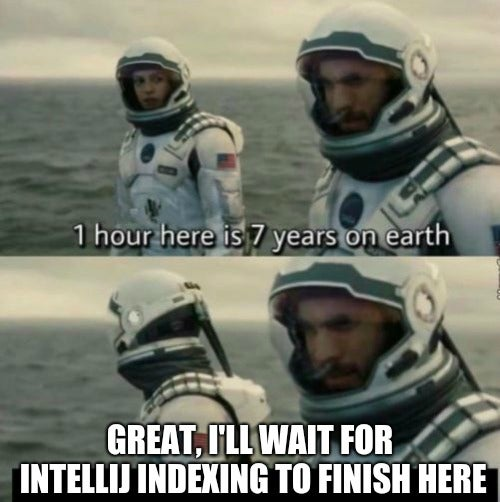 1 hour here is 7 years on earth
GREAT, I'LL WAIT FOR
INTELLIJ INDEXING TO FINISH HERE